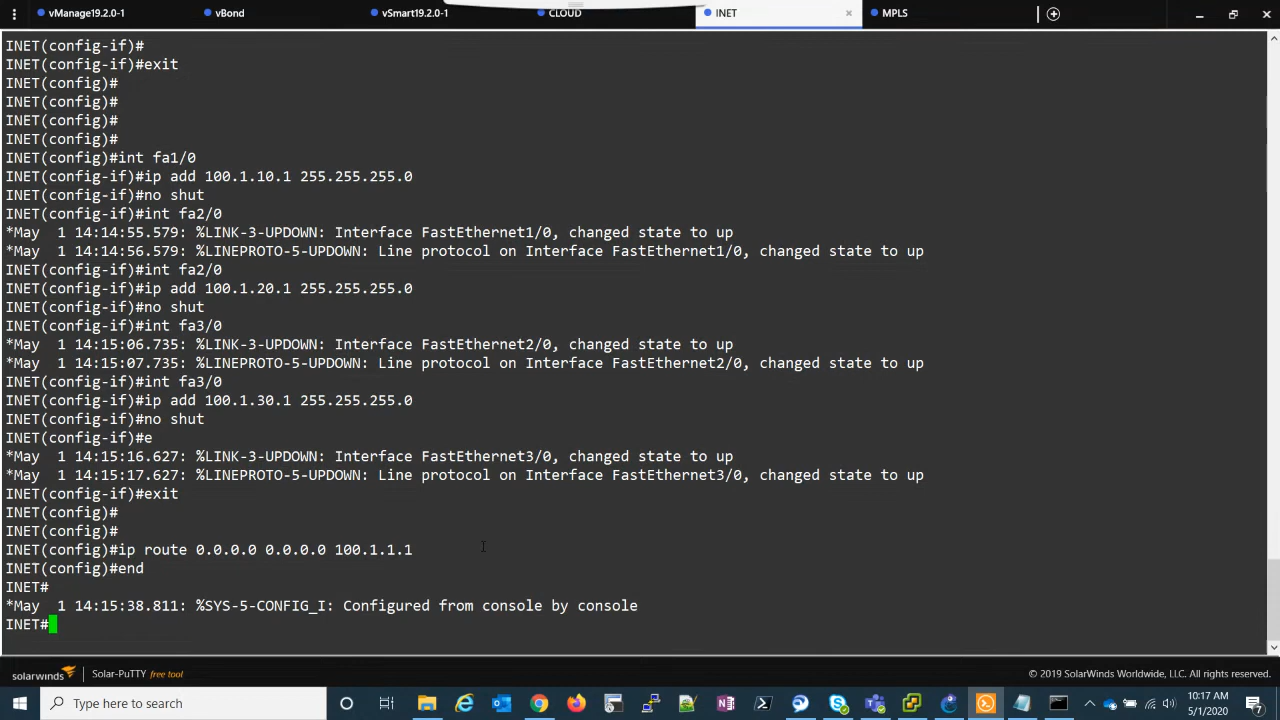 vManage19.2.0-1
vBond
vSmart19.2.0-1
CLOUD
INET
MPLS
INET(config-if)#
INET(config-if)#exit
INET(config)#
INET(config)#
INET(config)#
INET(config)#
INET(config)#int fa1/0
INET(config-if)#ip add 100.1.10.1 255.255.255.0
INET(config-if)#no shut
INET(config-if)#int fa2/0
*May  1 14:14:55.579: %LINK-3-UPDOWN: Interface FastEthernet1/0, changed state to up
*May  1 14:14:56.579: %LINEPROTO-5-UPDOWN: Line protocol on Interface FastEthernet1/0, changed state to up
INET(config-if)#int fa2/0
INET(config-if)#ip add 100.1.20.1 255.255.255.0
INET(config-if)#no shut
INET(config-if)#int fa3/0
*May  1 14:15:06.735: %LINK-3-UPDOWN: Interface FastEthernet2/0, changed state to up
*May  1 14:15:07.735: %LINEPROTO-5-UPDOWN: Line protocol on Interface FastEthernet2/0, changed state to up
INET(config-if)#int fa3/0
INET(config-if)#ip add 100.1.30.1 255.255.255.0
INET(config-if)#no shut
INET(config-if)#e
*May  1 14:15:16.627: %LINK-3-UPDOWN: Interface FastEthernet3/0, changed state to up
*May  1 14:15:17.627: %LINEPROTO-5-UPDOWN: Line protocol on Interface FastEthernet3/0, changed state to up
INET(config-if)#exit
INET(config)#
INET(config)#
INET(config)#ip route 0.0.0.0 0.0.0.0 100.1.1.1
INET(config)#end
INET#
*May  1 14:15:38.811: %SYS-5-CONFIG_I: Configured from console by console
INET#
solarwinds
Solar-PuTTY free tool
© 2019 SolarWinds Worldwide, LLC. All rights reserved.
Type here to search
10:17 AM
5/1/2020
7